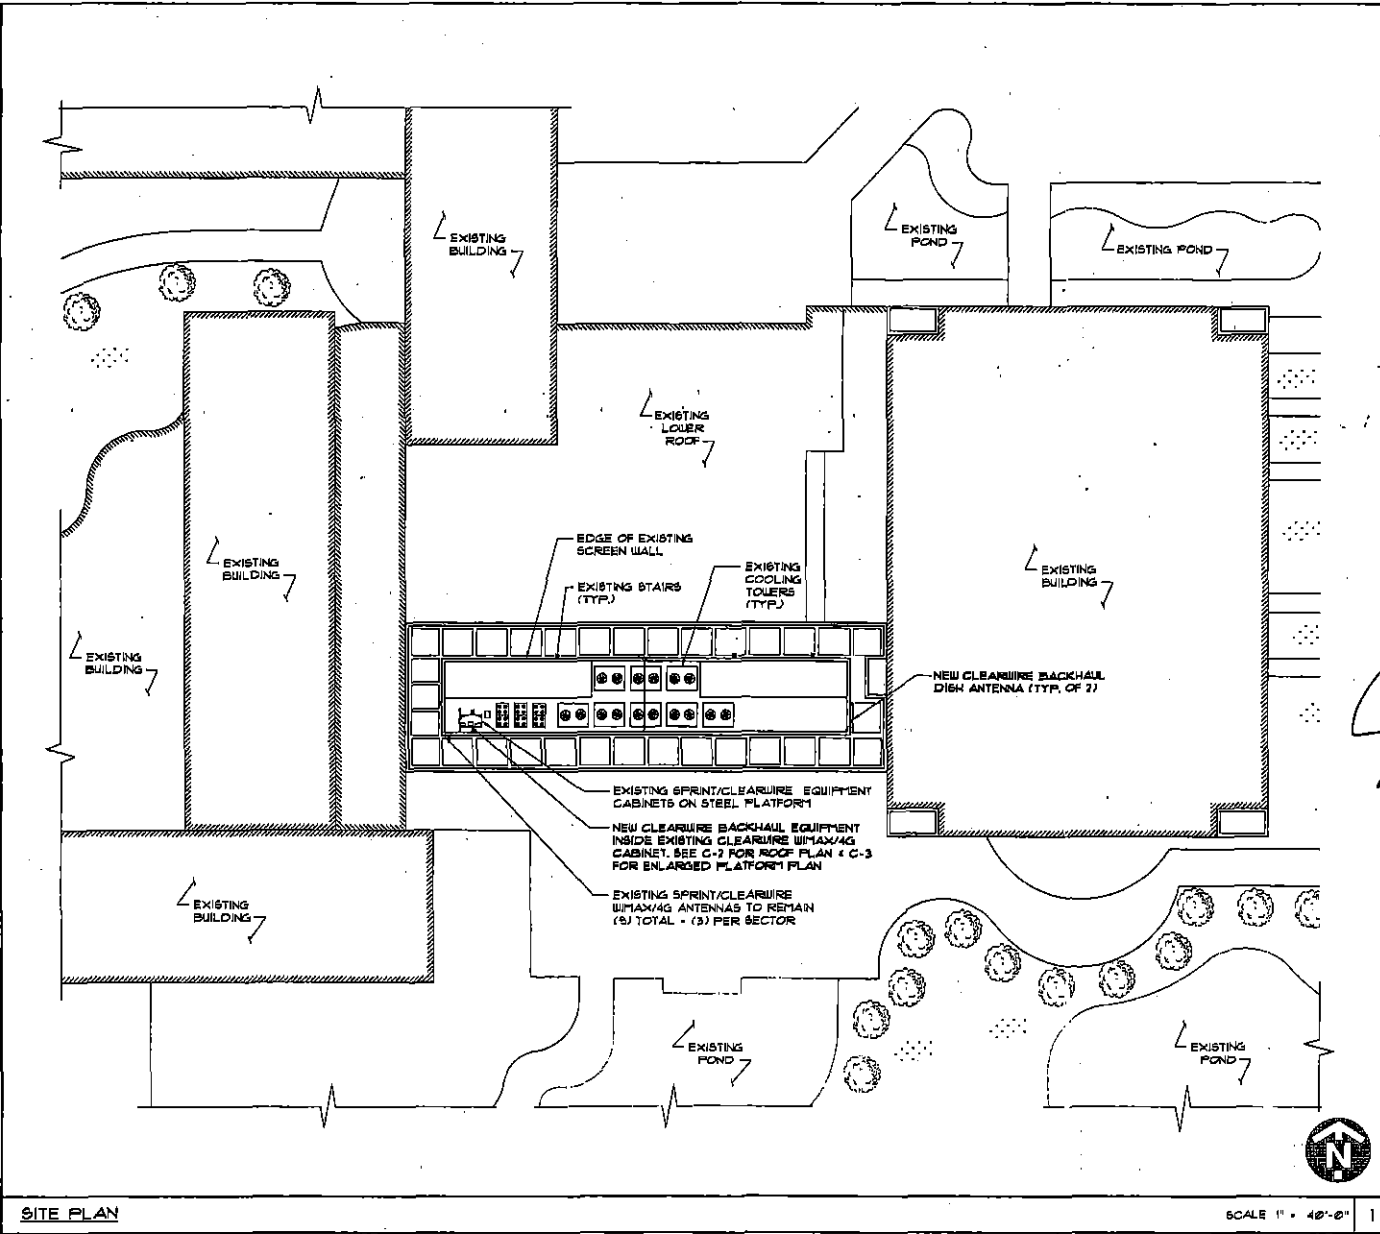 EXISTING
BUILDING
EXISTING
POND
EXISTING POND
EXISTING
LOWER
ROOF
EDGE OF EXISTING
SCREEN WALL
EXISTING STAIRS
(TYP.)
EXISTING
COOLING
TOWERS
(TYP.)
EXISTING
BUILDING
EXISTING
BUILDING
EXISTING
BUILDING
NEW CLEARWIRE BACKHAUL
DISH ANTENNA (TYP. OF 2)
EXISTING SPRINT/CLEARWIRE EQUIPMENT
CABINETS ON STEEL PLATFORM
NEW CLEARWIRE BACKHAUL EQUIPMENT
INSIDE EXISTING CLEARWIRE WIMAX/4G
CABINET. SEE C-2 FOR ROOF PLAN & C-3
FOR ENLARGED PLATFORM PLAN
EXISTING SPRINT/CLEARWIRE
WIMAX/4G ANTENNAS TO REMAIN
(9) TOTAL - (3) PER SECTOR
EXISTING
BUILDING
EXISTING
POND
EXISTING
POND
N
SITE PLAN
SCALE 1" = 40'-0"
1